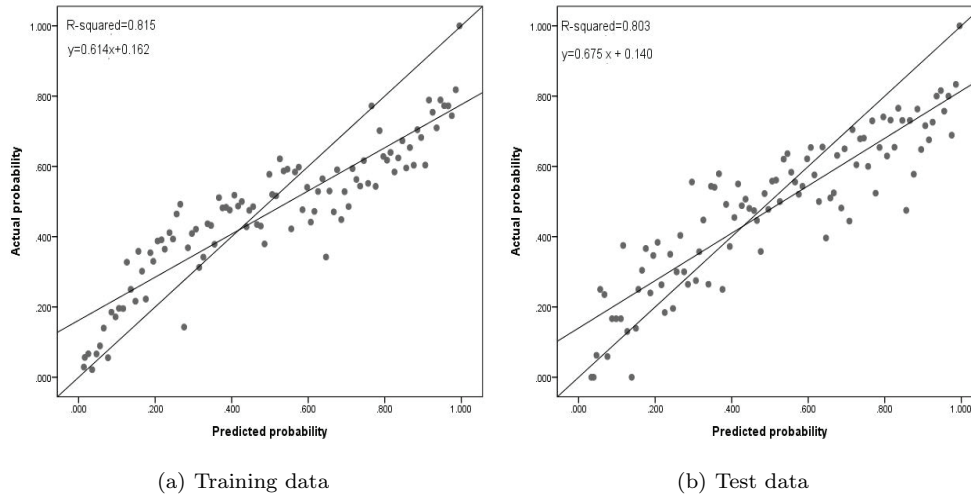 R-squared=0.815
y=0.614x+0.162
1.000
.800
.600
.400
.200
.000
Actual probability
.000 .200 .400 .600 .800 1.000
Predicted probability
(a) Training data
R-squared=0.803
y=0.675 x + 0.140
1.000
.800
.600
.400
.200
.000
Actual probability
.000 .200 .400 .600 .800 1.000
Predicted probability
(b) Test data